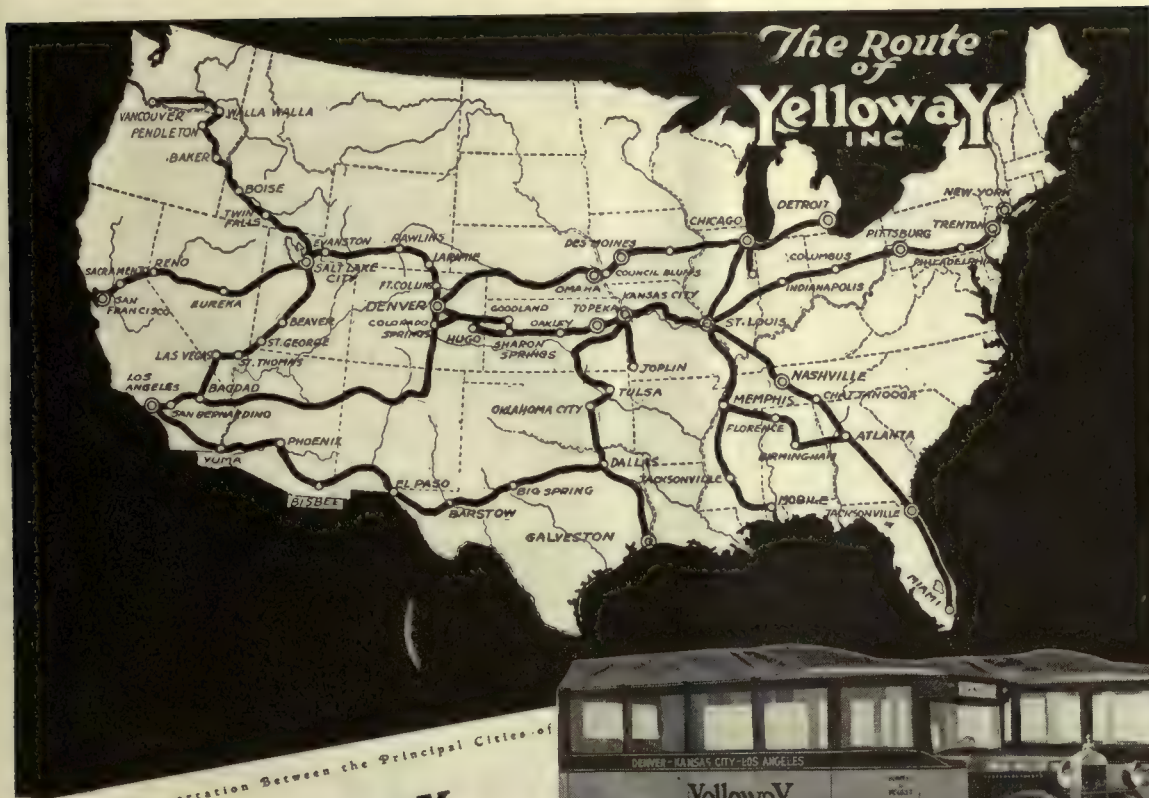 The Route
of
YellowaY
INC
VANCOUVER
WALLA WALLA
PENDLETON
BAKER
BOISE
TWIN
FALLS
EVANSTON
RAWLINS
LARAMIE
SALT LAKE
CITY
FT. COLLINS
SACRAMENTO
RENO
SAN
FRANCISCO
EUREKA
DENVER
COLORADO
SPRINGS
HUGO
GOODLAND
OAKLEY
SHARON
SPRINGS
TOPEKA
KANSAS CITY
OMAHA
COUNCIL BLUFFS
DES MOINES
CHICAGO
DETROIT
NEW YORK
TRENTON
PITTSBURG
PHILADELPHIA
COLUMBUS
INDIANAPOLIS
ST. LOUIS
BEAVER
ST. GEORGE
LAS VEGAS
ST. THOMAS
LOS
ANGELES
BAGDAD
SAN BERNARDINO
JOPLIN
TULSA
OKLAHOMA CITY
NASHVILLE
MEMPHIS
CHATTANOOGA
FLORENCE
ATLANTA
BIRMINGHAM
PHOENIX
YUMA
BISBEE
EL PASO
BARSTOW
BIG SPRING
DALLAS
JACKSONVILLE
MOBILE
JACKSONVILLE
GALVESTON
MIAMI
Between the Principal Cities of
DENVER - KANSAS CITY - LOS ANGELES
YellowaY